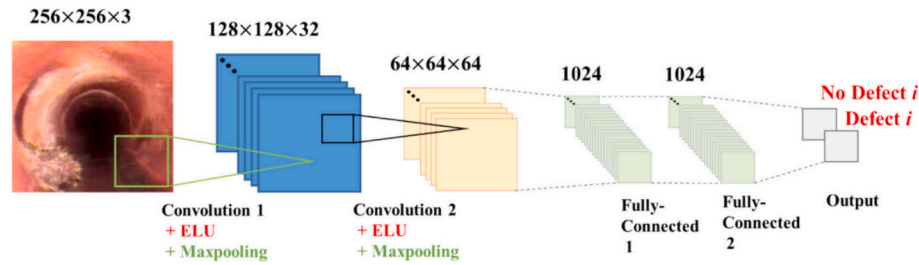 256×256×3
128×128×32
64×64×64
1024
1024
No Defect i
Defect i
Convolution 1
+ ELU
+ Maxpooling
Convolution 2
+ ELU
+ Maxpooling
Fully-
Connected
1
Fully-
Connected
2
Output